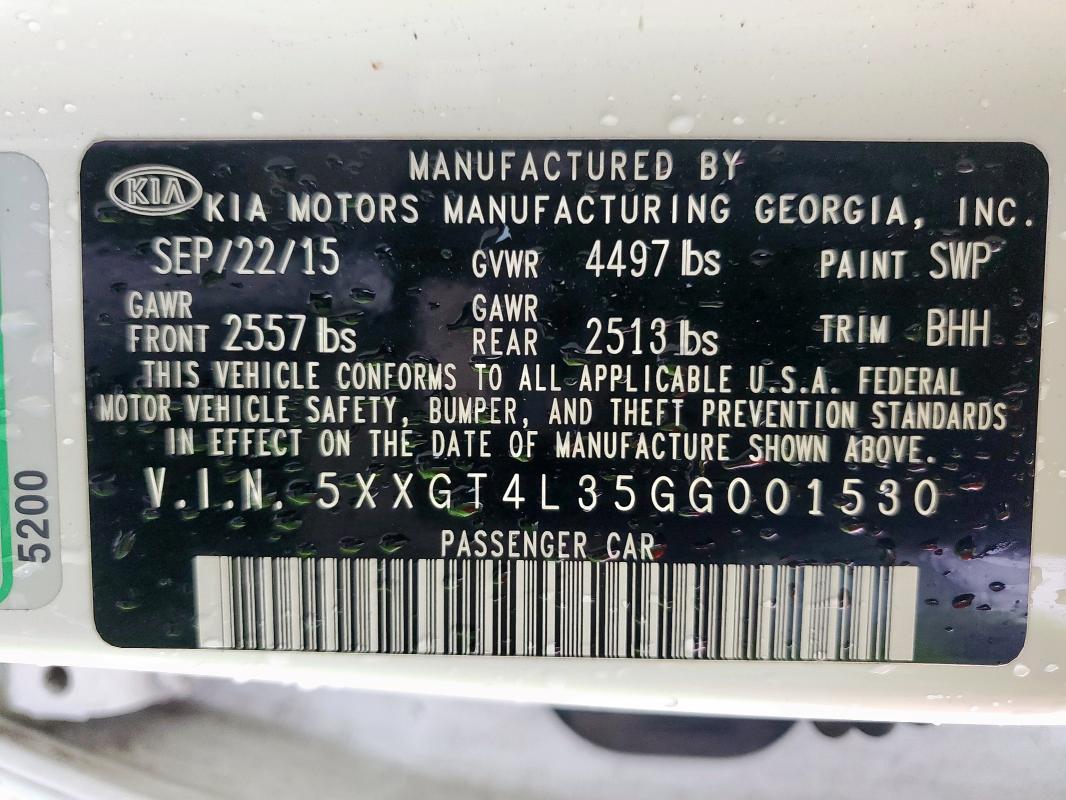 MANUFACTURED BY
KIA KIA MOTORS MANUFACTURING GEORGIA, INC.
SEP/22/15 GVWR 4497 lbs PAINT SWP
GAWR FRONT 2557 lbs GAWR REAR 2513 lbs TRIM BHH
THIS VEHICLE CONFORMS TO ALL APPLICABLE U.S.A. FEDERAL
MOTOR VEHICLE SAFETY, BUMPER, AND THEFT PREVENTION STANDARDS
IN EFFECT ON THE DATE OF MANUFACTURE SHOWN ABOVE.
V.I.N. 5XXGT4L35GG001530
PASSENGER CAR
5200